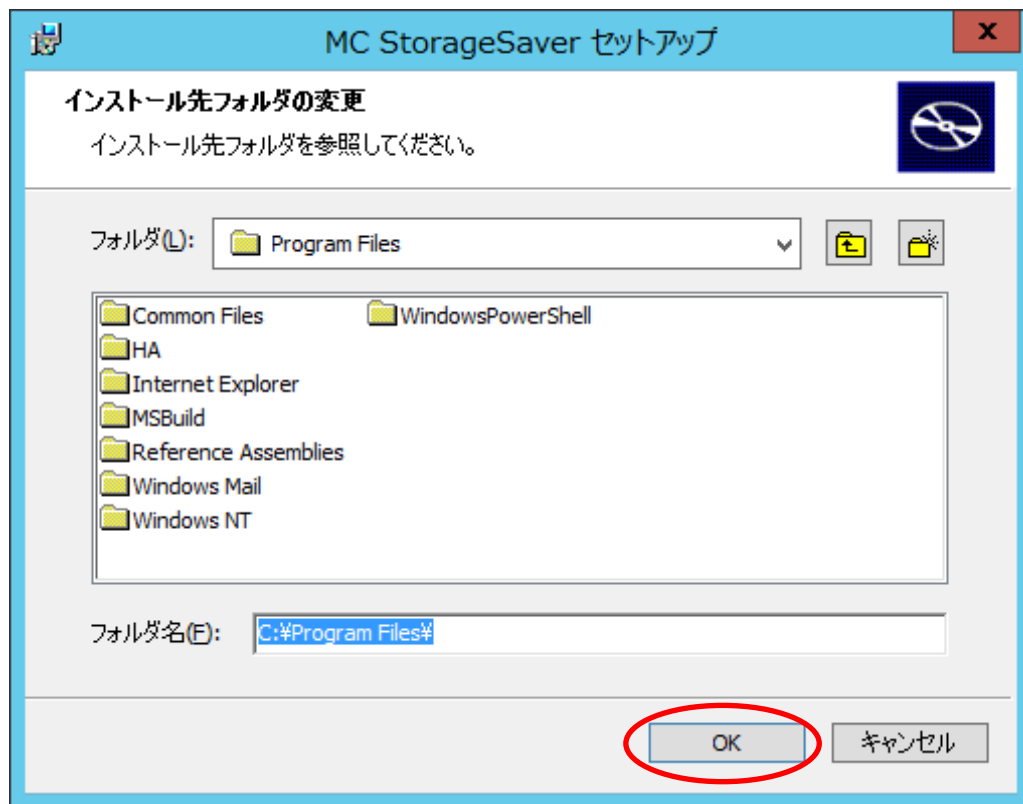 MC StorageSaver セットアップ
インストール先フォルダの変更
インストール先フォルダを参照してください。
フォルダ(L):
Program Files
Common Files
WindowsPowerShell
HA
Internet Explorer
MSBuild
Reference Assemblies
Windows Mail
Windows NT
フォルダ名(F):
C:¥Program Files¥
OK
キャンセル